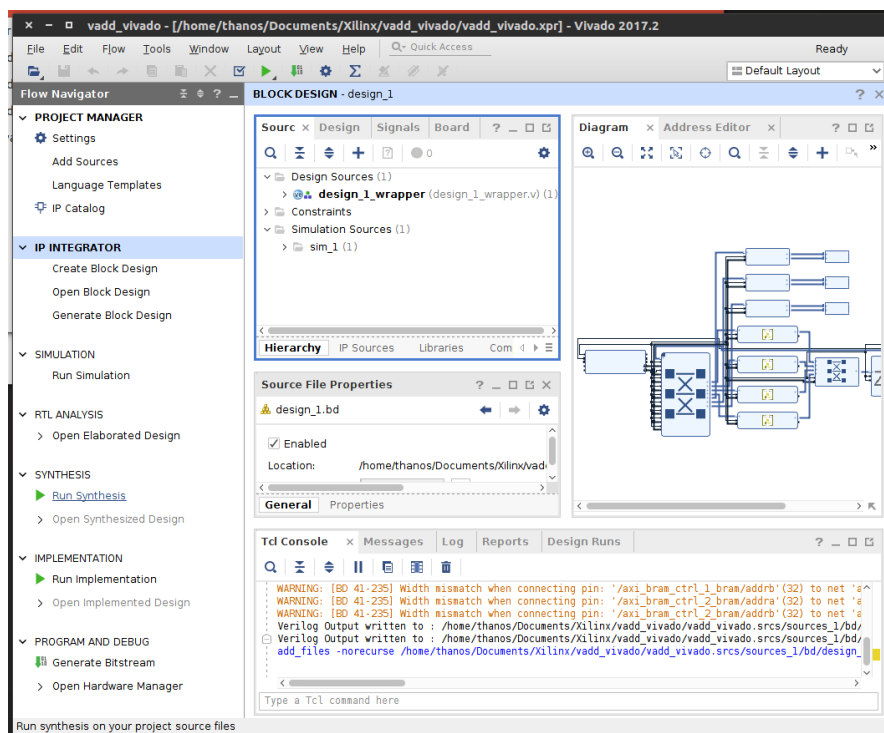 vadd_vivado - [/home/thanos/Documents/Xilinx/vadd_vivado/vadd_vivado.xpr] - Vivado 2017.2
File Edit Flow Tools Window Layout View Help Quick Access Ready
Default Layout
Flow Navigator
BLOCK DESIGN - design_1
PROJECT MANAGER
Settings
Add Sources
Language Templates
IP Catalog
IP INTEGRATOR
Create Block Design
Open Block Design
Generate Block Design
SIMULATION
Run Simulation
RTL ANALYSIS
Open Elaborated Design
SYNTHESIS
Run Synthesis
Open Synthesized Design
IMPLEMENTATION
Run Implementation
Open Implemented Design
PROGRAM AND DEBUG
Generate Bitstream
Open Hardware Manager
Sourc Design Signals Board
0
Design Sources (1)
design_1_wrapper (design_1_wrapper.v) (1)
Constraints
Simulation Sources (1)
sim_1 (1)
Hierarchy IP Sources Libraries Com
Diagram Address Editor
Source File Properties
design_1.bd
Enabled
Location: /home/thanos/Documents/Xilinx/vad
General Properties
Tcl Console Messages Log Reports Design Runs
WARNING: [BD 41-235] Width mismatch when connecting pin: '/axi_bram_ctrl_1_bram/addrb'(32) to net 'a
WARNING: [BD 41-235] Width mismatch when connecting pin: '/axi_bram_ctrl_2_bram/addra'(32) to net 'a
WARNING: [BD 41-235] Width mismatch when connecting pin: '/axi_bram_ctrl_2_bram/addrb'(32) to net 'a
Verilog Output written to : /home/thanos/Documents/Xilinx/vadd_vivado/vadd_vivado.srcs/sources_1/bd/
Verilog Output written to : /home/thanos/Documents/Xilinx/vadd_vivado/vadd_vivado.srcs/sources_1/bd/
add_files -norecurse /home/thanos/Documents/Xilinx/vadd_vivado/vadd_vivado.srcs/sources_1/bd/design_
Type a Tcl command here
Run synthesis on your project source files